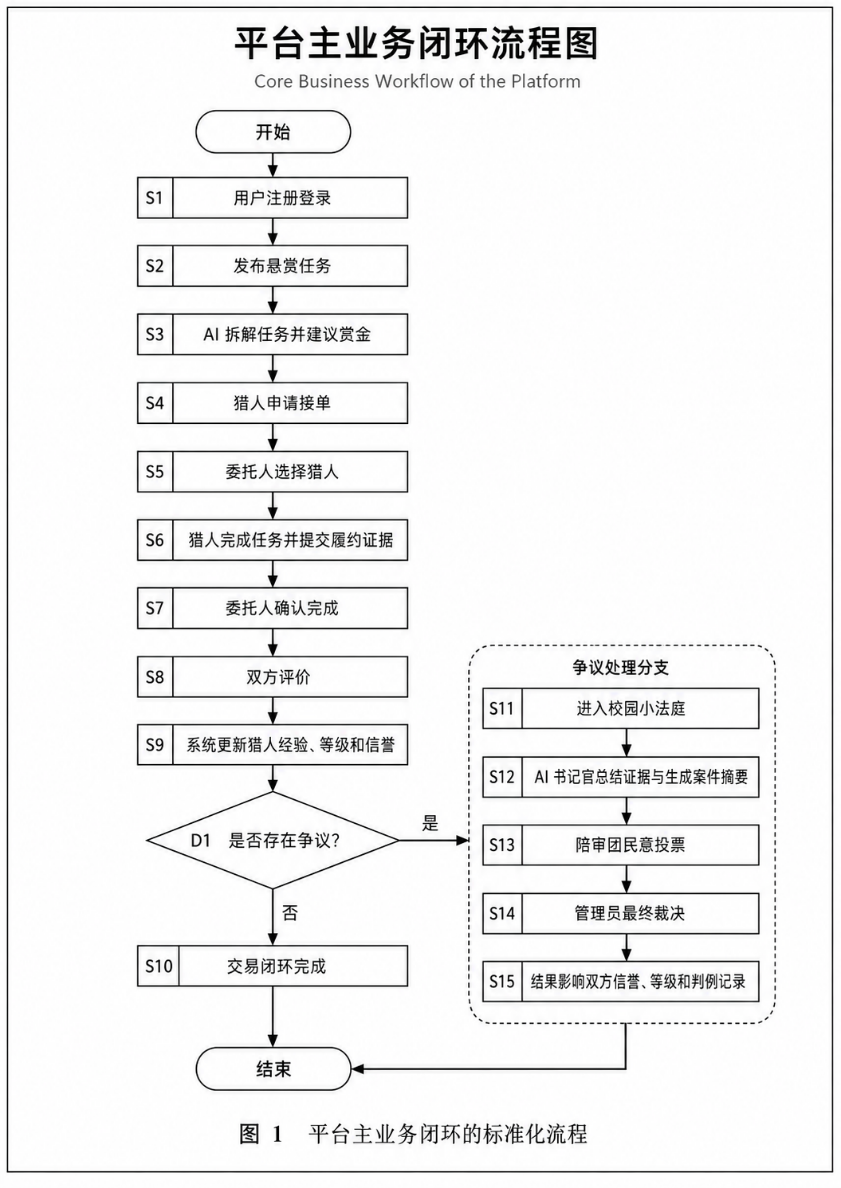 平台主业务闭环流程图
Core Business Workflow of the Platform
开始
S1 用户注册登录
S2 发布悬赏任务
S3 AI 拆解任务并建议赏金
S4 猎人申请接单
S5 委托人选择猎人
S6 猎人完成任务并提交履约证据
S7 委托人确认完成
S8 双方评价
S9 系统更新猎人经验、等级和信誉
D1 是否存在争议?
是
否
S10 交易闭环完成
争议处理分支
S11 进入校园小法庭
S12 AI 书记官总结证据与生成案件摘要
S13 陪审团民意投票
S14 管理员最终裁决
S15 结果影响双方信誉、等级和判例记录
结束
图 1 平台主业务闭环的标准化流程